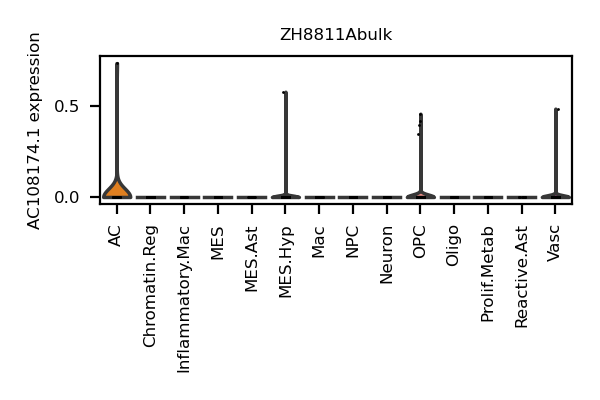 ZH8811Abulk
AC108174.1 expression
0.5
0.0
AC
Chromatin.Reg
Inflammatory.Mac
MES
MES.Ast
MES.Hyp
Mac
NPC
Neuron
OPC
Oligo
Prolif.Metab
Reactive.Ast
Vasc